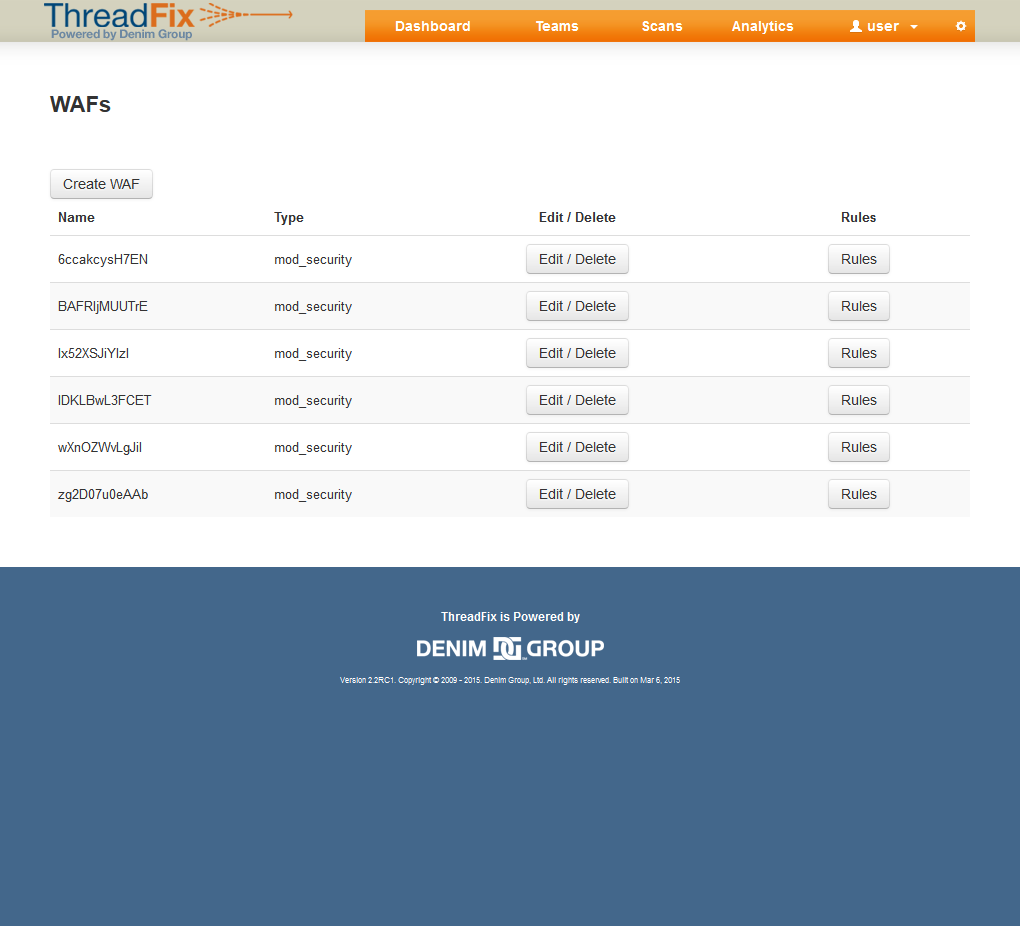 ThreadFix
Powered by Denim Group
Dashboard Teams Scans Analytics user
WAFs
Create WAF
Name Type Edit / Delete Rules
6ccakcysH7EN mod_security Edit / Delete Rules
BAFRljMUUTrE mod_security Edit / Delete Rules
lx52XSJiYIzI mod_security Edit / Delete Rules
IDKLBwL3FCET mod_security Edit / Delete Rules
wXnOZWvLgJil mod_security Edit / Delete Rules
zg2D07u0eAAb mod_security Edit / Delete Rules
ThreadFix is Powered by
DENIM DG GROUP
Version 2.2RC1. Copyright © 2009 - 2015. Denim Group, Ltd. All rights reserved. Built on Mar 6, 2015